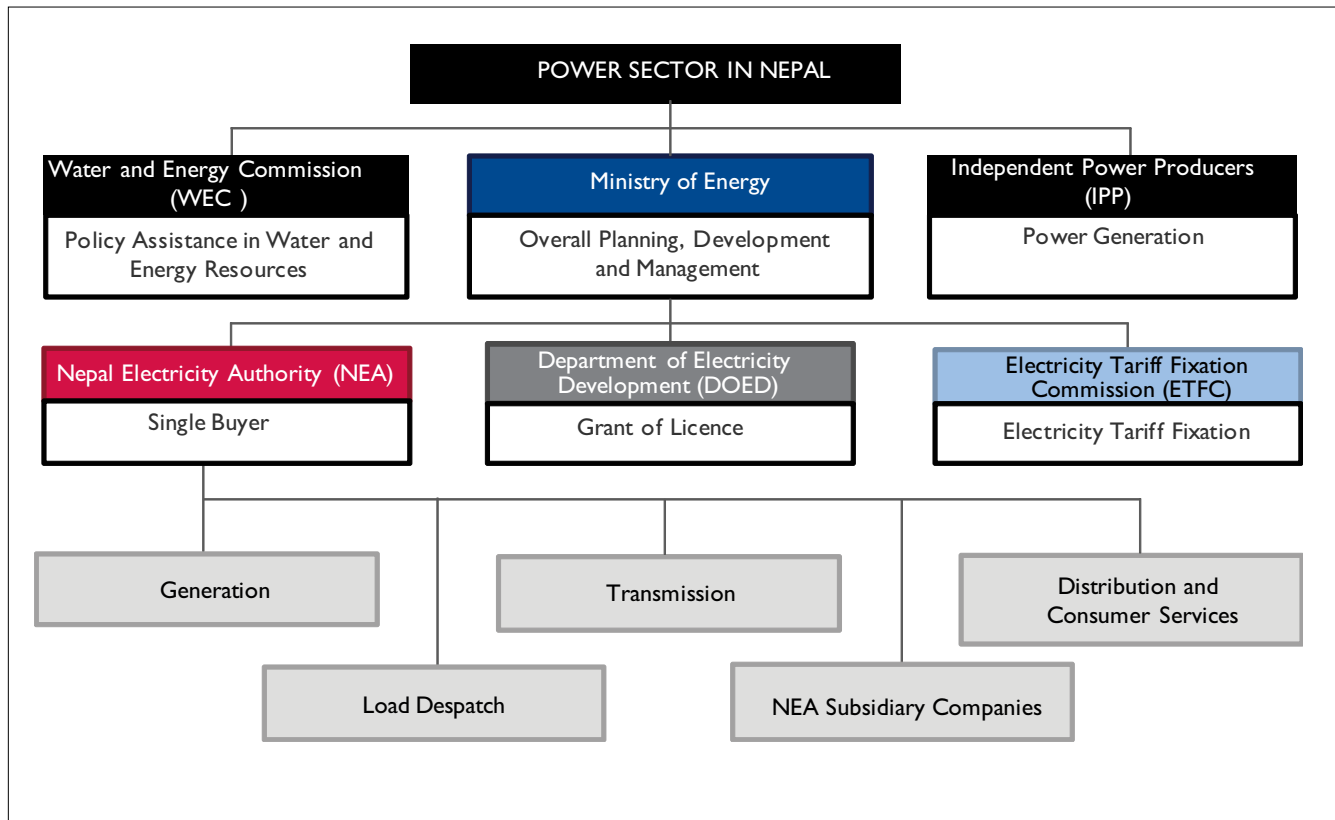 POWER SECTOR IN NEPAL
Water and Energy Commission
(WEC )
Policy Assistance in Water and
Energy Resources
Ministry of Energy
Overall Planning, Development
and Management
Independent Power Producers
(IPP)
Power Generation
Nepal Electricity Authority (NEA)
Single Buyer
Department of Electricity
Development (DOED)
Grant of Licence
Electricity Tariff Fixation
Commission (ETFC)
Electricity Tariff Fixation
Generation
Transmission
Distribution and
Consumer Services
Load Despatch
NEA Subsidiary Companies